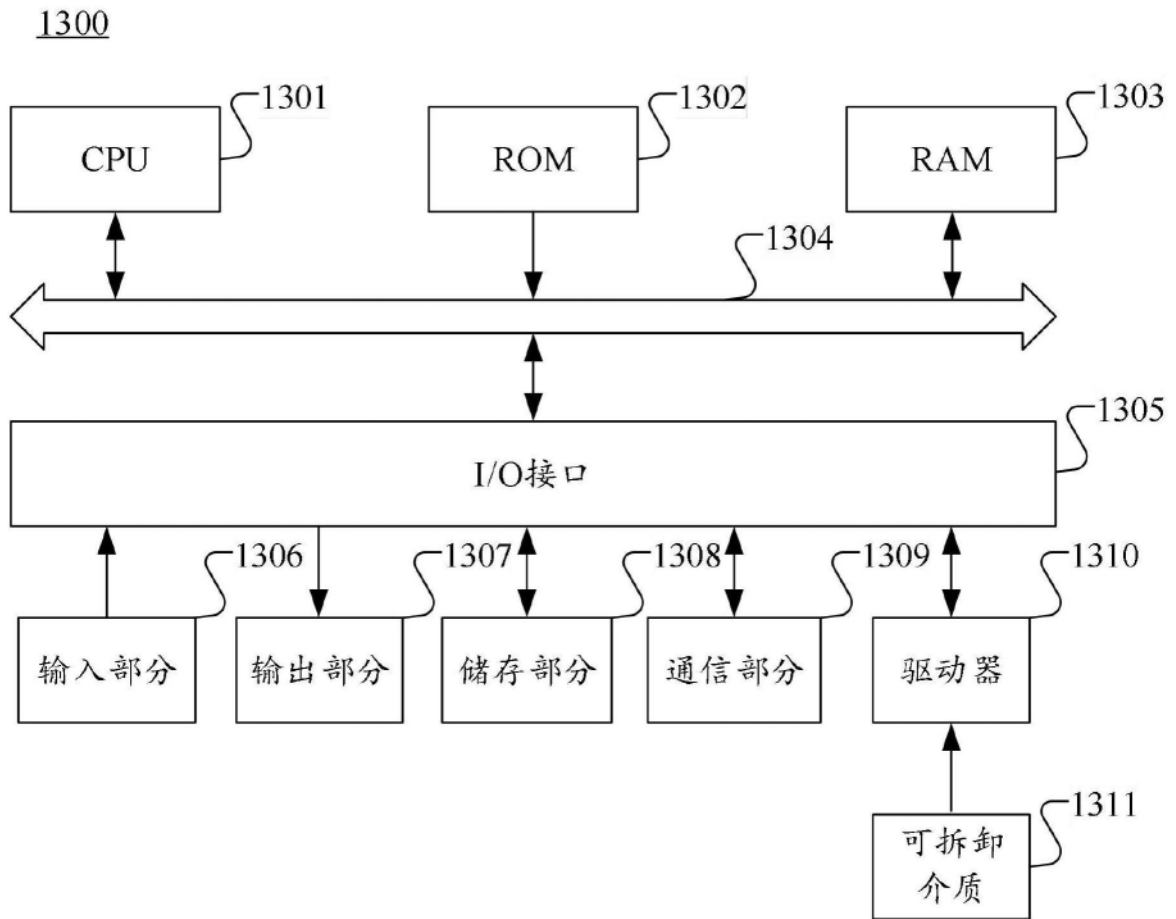 1300
1301
1302
1303
CPU
ROM
RAM
1304
1305
I/O接口
1306
1307
1308
1309
1310
输入部分
输出部分
储存部分
通信部分
驱动器
1311
可拆卸
介质